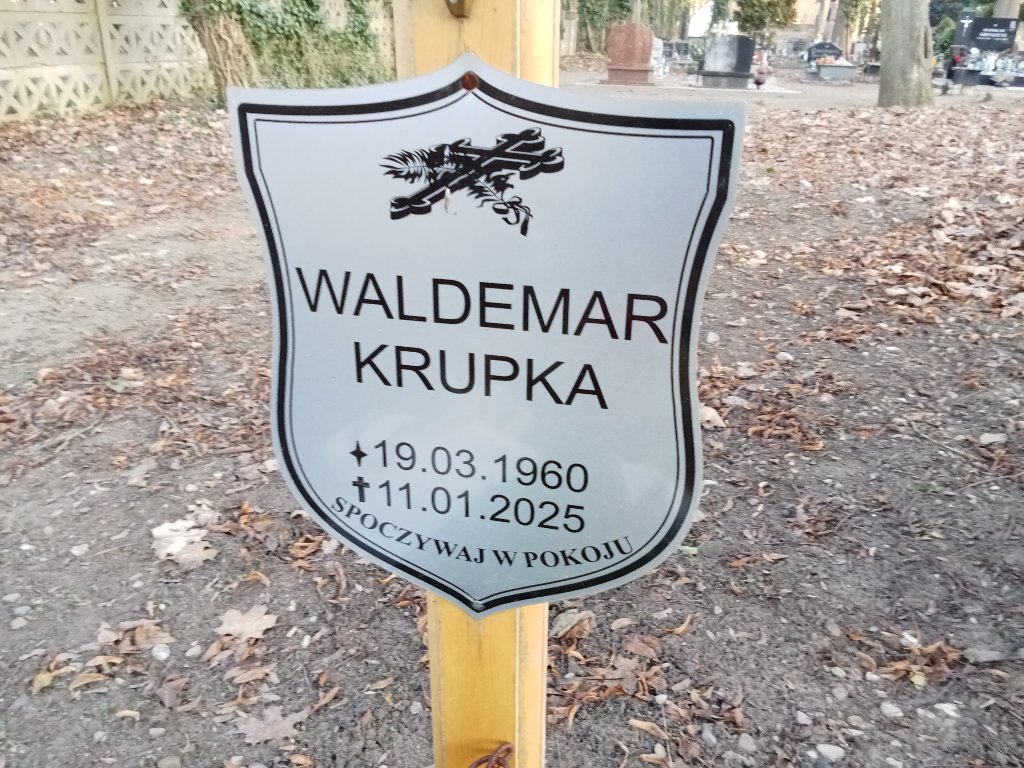 WALDEMAR
KRUPKA
19.03.1960
11.01.2025
SPOCZYWAJ W POKOJU